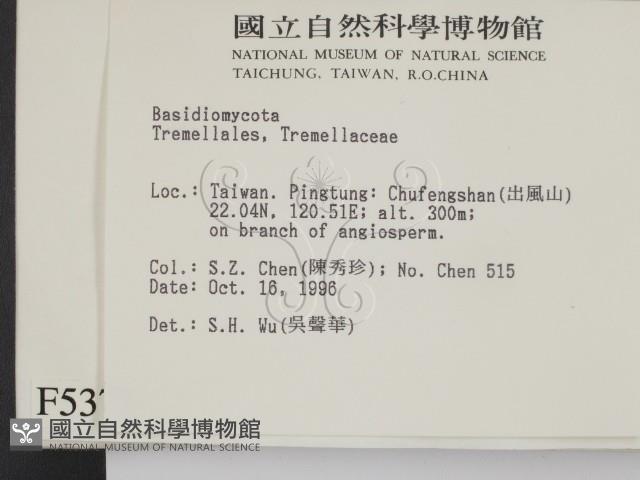 國立自然科學博物館
NATIONAL MUSEUM OF NATURAL SCIENCE
TAICHUNG, TAIWAN, R.O.CHINA
Basidiomycota
Tremellales, Tremellaceae
Loc.: Taiwan. Pingtung: Chufengshan(出風山)
22.04N, 120.51E; alt. 300m;
on branch of angiosperm.
Col.: S.Z. Chen(陳秀珍); No. Chen 515
Date: Oct. 16, 1996
Det.: S.H. Wu(吳聲華)
F53
國立自然科學博物館
NATIONAL MUSEUM OF NATURAL SCIENCE